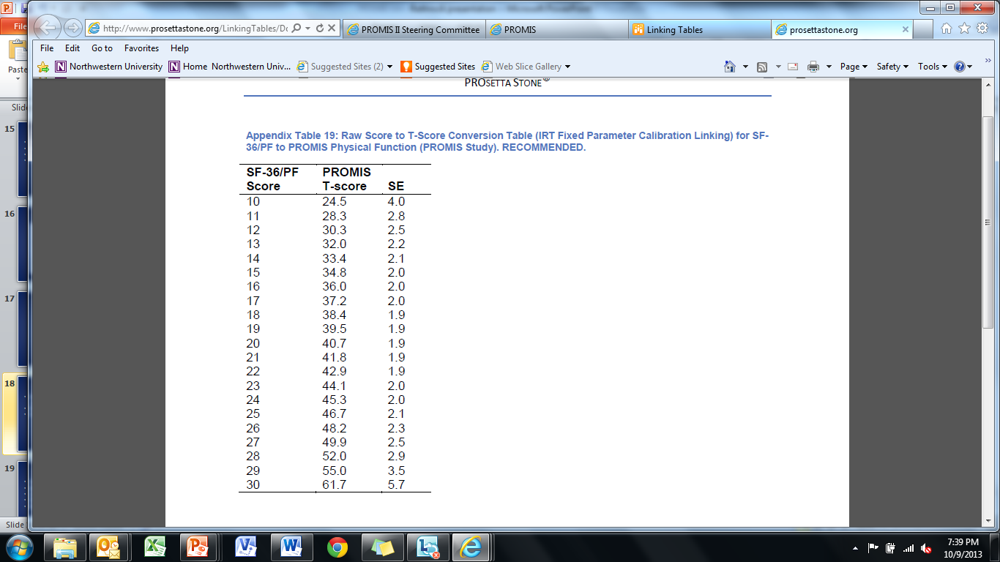 File
http://www.prosettastone.org/LinkingTables/Do
PROMIS II Steering Committee
PROMIS
Linking Tables
prosettastone.org
File Edit Go to Favorites Help
Northwestern University
Home Northwestern Univ...
Suggested Sites (2)
Suggested Sites
Web Slice Gallery
Page
Safety
Tools
Paste
Slid
15
16
17
18
19
Slide
PROSETTA STONE®
Appendix Table 19: Raw Score to T-Score Conversion Table (IRT Fixed Parameter Calibration Linking) for SF-
36/PF to PROMIS Physical Function (PROMIS Study). RECOMMENDED.
SF-36/PF PROMIS
Score T-score SE
10 24.5 4.0
11 28.3 2.8
12 30.3 2.5
13 32.0 2.2
14 33.4 2.1
15 34.8 2.0
16 36.0 2.0
17 37.2 2.0
18 38.4 1.9
19 39.5 1.9
20 40.7 1.9
21 41.8 1.9
22 42.9 1.9
23 44.1 2.0
24 45.3 2.0
25 46.7 2.1
26 48.2 2.3
27 49.9 2.5
28 52.0 2.9
29 55.0 3.5
30 61.7 5.7
7:39 PM
10/9/2013